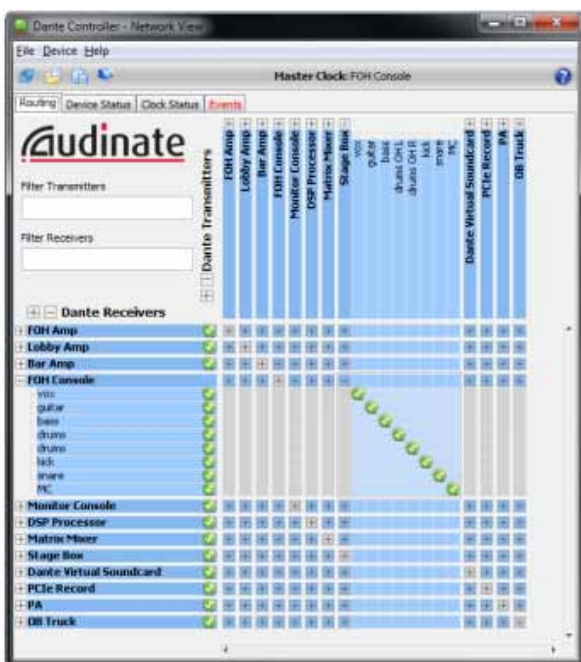 Dante Controller - Network View
File Device Help
Master Clock: FOH Console
Routing Device Status Clock Status Events
Audinate
Filter Transmitters
Filter Receivers
Dante Transmitters
FOH Amp
Lobby Amp
Bar Amp
FOH Console
Monitor Console
DSP Processor
Matrix Mixer
Stage Box
vox
guitar
bass
drums OH L
drums OH R
kick
snare
MC
Dante Virtual Soundcard
PCIe Record
PA
OB Truck
Dante Receivers
FOH Amp
Lobby Amp
Bar Amp
FOH Console
vox
guitar
bass
drums
drums
kick
snare
MC
Monitor Console
DSP Processor
Matrix Mixer
Stage Box
Dante Virtual Soundcard
PCIe Record
PA
OB Truck